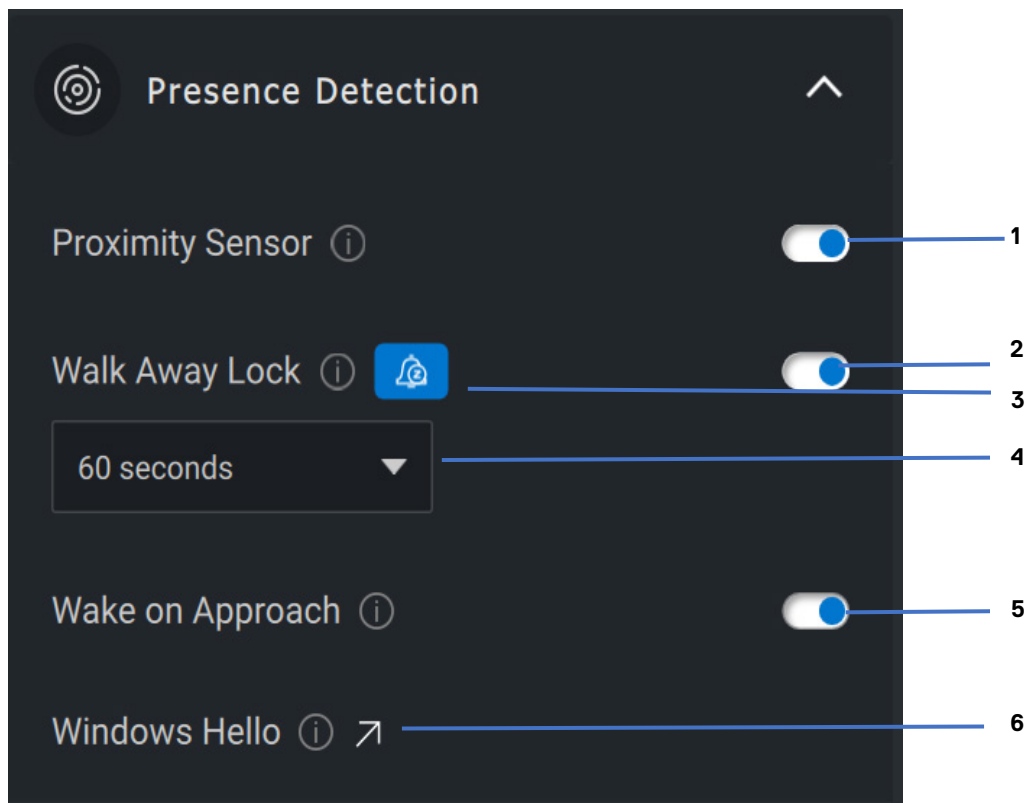 Presence Detection
Proximity Sensor
1
Walk Away Lock
2
3
60 seconds
4
Wake on Approach
5
Windows Hello
6